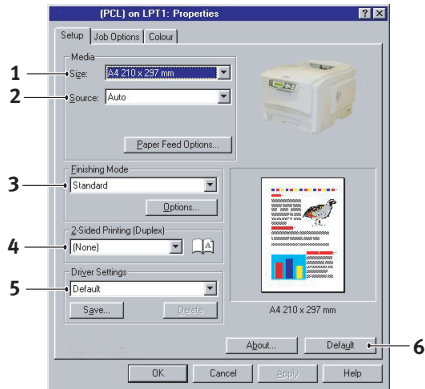 (PCL) on LPT1: Properties
Setup Job Options Colour
Media
1 Size: A4 210 x 297 mm
2 Source: Auto
Paper Feed Options...
Finishing Mode
3 Standard
Options...
2-Sided Printing (Duplex)
4 (None) A
Driver Settings
5 Default
Save... Delete
A4 210 x 297 mm
About... Default 6
OK Cancel Apply Help